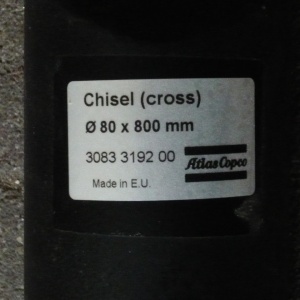 Chisel (cross)
Ø 80 x 800 mm
3083 3192 00
Atlas Copco
Made in E.U.